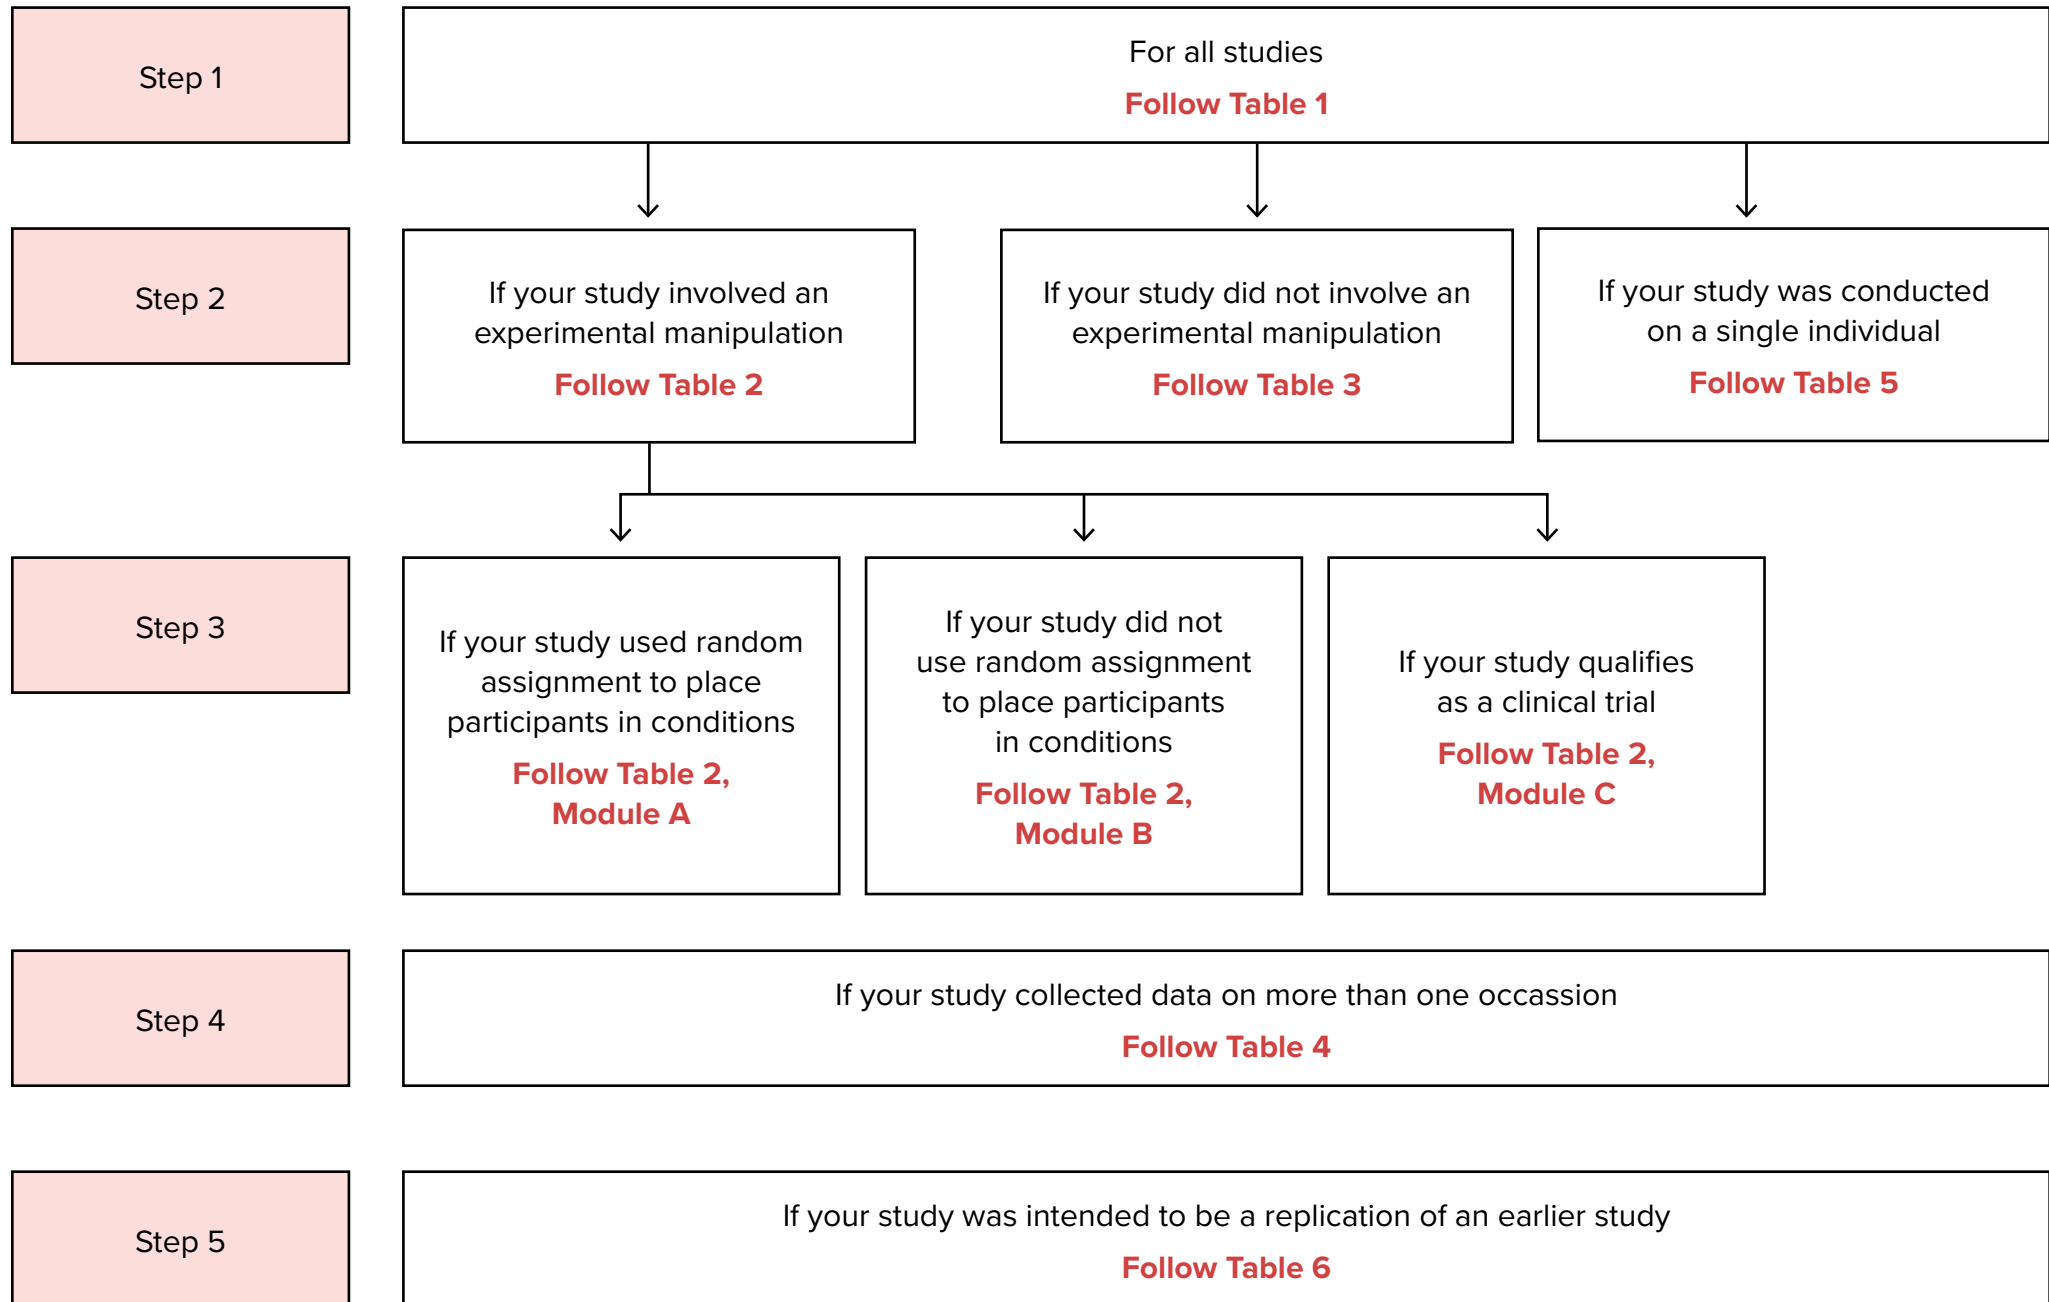 Step 1
For all studies
Follow Table 1
Step 2
If your study involved an
experimental manipulation
Follow Table 2
If your study did not involve an
experimental manipulation
Follow Table 3
If your study was conducted
on a single individual
Follow Table 5
Step 3
If your study used random
assignment to place
participants in conditions
Follow Table 2,
Module A
If your study did not
use random assignment
to place participants
in conditions
Follow Table 2,
Module B
If your study qualifies
as a clinical trial
Follow Table 2,
Module C
Step 4
If your study collected data on more than one occassion
Follow Table 4
Step 5
If your study was intended to be a replication of an earlier study
Follow Table 6